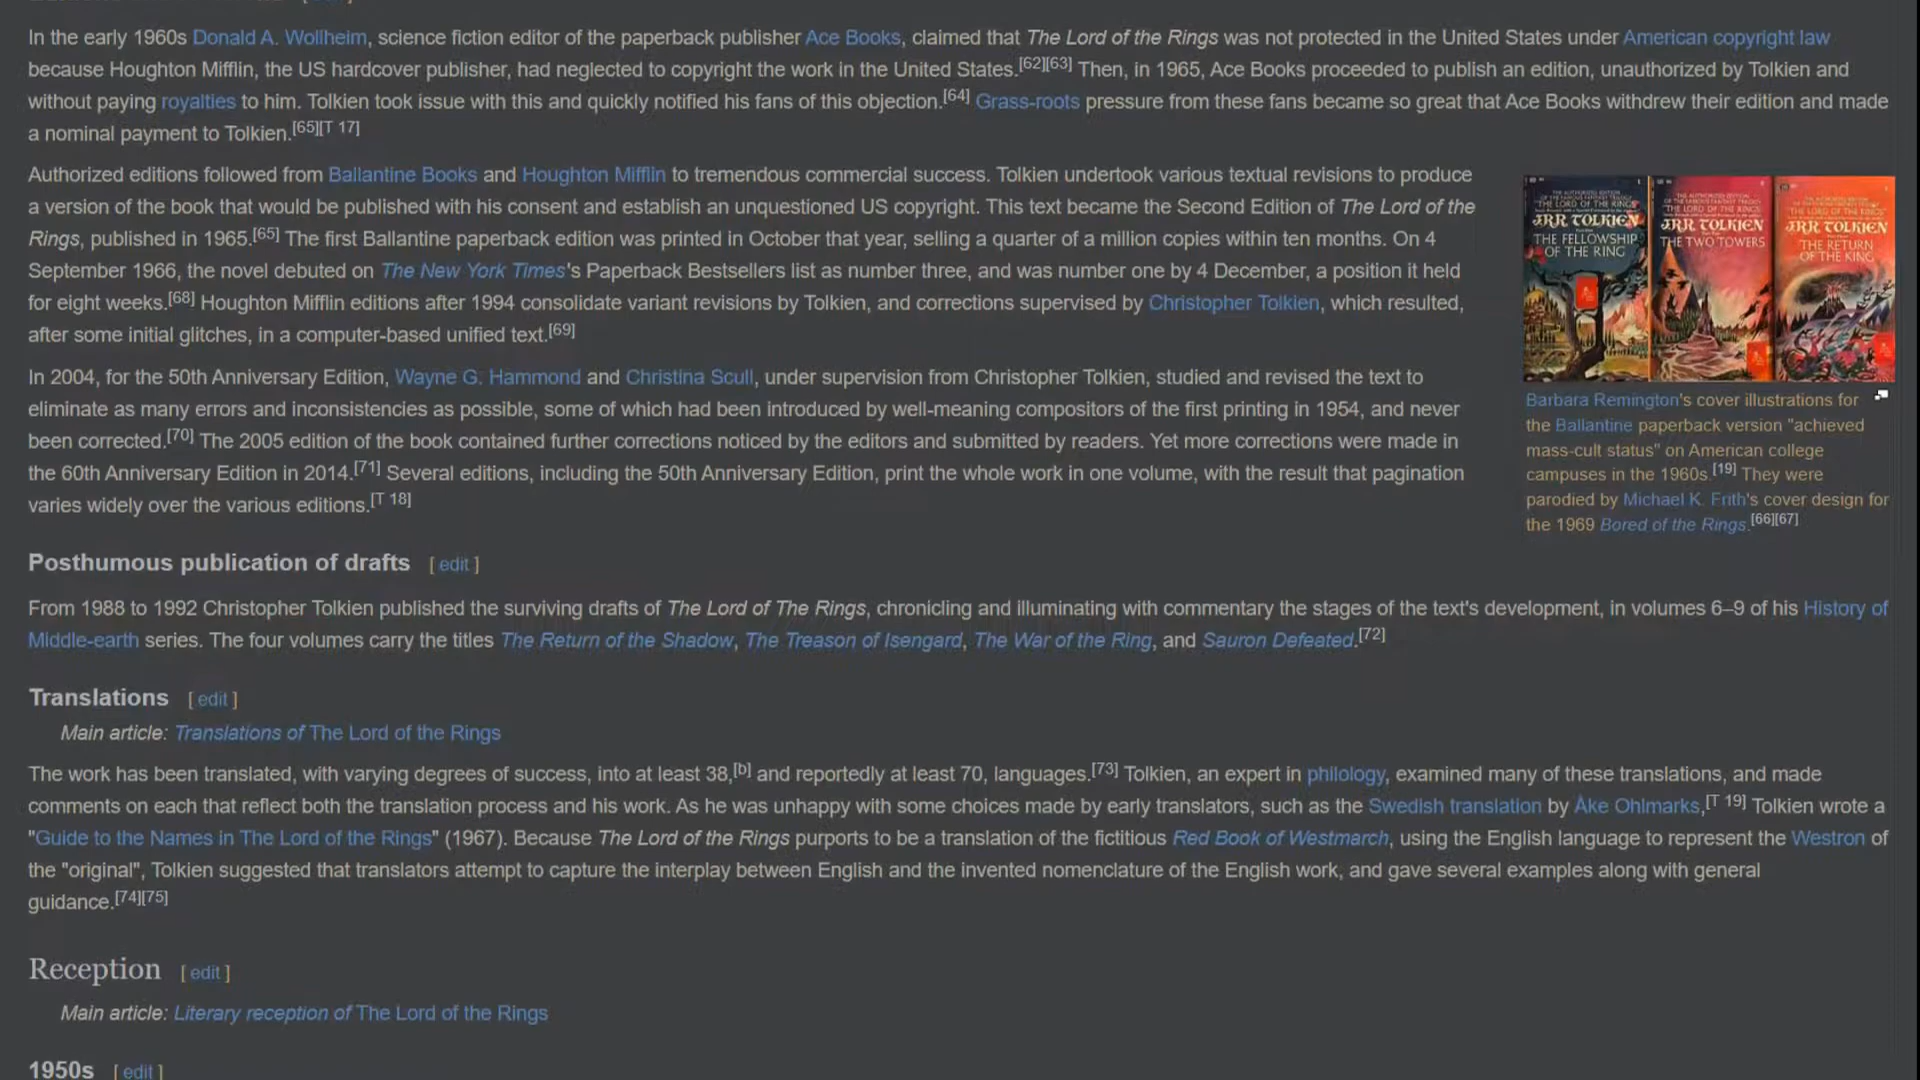 In the early 1960s Donald A. Wollheim, science fiction editor of the paperback publisher Ace Books, claimed that The Lord of the Rings was not protected in the United States under American copyright law
because Houghton Mifflin, the US hardcover publisher, had neglected to copyright the work in the United States.[62][63] Then, in 1965, Ace Books proceeded to publish an edition, unauthorized by Tolkien and
without paying royalties to him. Tolkien took issue with this and quickly notified his fans of this objection.[64] Grass-roots pressure from these fans became so great that Ace Books withdrew their edition and made
a nominal payment to Tolkien.[65][T 17]
Authorized editions followed from Ballantine Books and Houghton Mifflin to tremendous commercial success. Tolkien undertook various textual revisions to produce
a version of the book that would be published with his consent and establish an unquestioned US copyright. This text became the Second Edition of The Lord of the
Rings, published in 1965.[65] The first Ballantine paperback edition was printed in October that year, selling a quarter of a million copies within ten months. On 4
September 1966, the novel debuted on The New York Times's Paperback Bestsellers list as number three, and was number one by 4 December, a position it held
for eight weeks.[68] Houghton Mifflin editions after 1994 consolidate variant revisions by Tolkien, and corrections supervised by Christopher Tolkien, which resulted,
after some initial glitches, in a computer-based unified text.[69]
In 2004, for the 50th Anniversary Edition, Wayne G. Hammond and Christina Scull, under supervision from Christopher Tolkien, studied and revised the text to
eliminate as many errors and inconsistencies as possible, some of which had been introduced by well-meaning compositors of the first printing in 1954, and never
been corrected.[70] The 2005 edition of the book contained further corrections noticed by the editors and submitted by readers. Yet more corrections were made in
the 60th Anniversary Edition in 2014.[71] Several editions, including the 50th Anniversary Edition, print the whole work in one volume, with the result that pagination
varies widely over the various editions.[T 18]
"THE LORD OF THE RINGS"
JRR TOLKIEN
THE FELLOWSHIP
OF THE RING
"THE LORD OF THE RINGS"
JRR TOLKIEN
THE TWO TOWERS
"THE LORD OF THE RINGS"
JRR TOLKIEN
THE RETURN
OF THE KING
Barbara Remington's cover illustrations for
the Ballantine paperback version "achieved
mass-cult status" on American college
campuses in the 1960s.[19] They were
parodied by Michael K. Frith's cover design for
the 1969 Bored of the Rings.[66][67]
Posthumous publication of drafts [ edit ]
From 1988 to 1992 Christopher Tolkien published the surviving drafts of The Lord of The Rings, chronicling and illuminating with commentary the stages of the text's development, in volumes 6–9 of his History of
Middle-earth series. The four volumes carry the titles The Return of the Shadow, The Treason of Isengard, The War of the Ring, and Sauron Defeated.[72]
Translations [ edit ]
Main article: Translations of The Lord of the Rings
The work has been translated, with varying degrees of success, into at least 38,[b] and reportedly at least 70, languages.[73] Tolkien, an expert in philology, examined many of these translations, and made
comments on each that reflect both the translation process and his work. As he was unhappy with some choices made by early translators, such as the Swedish translation by Åke Ohlmarks,[T 19] Tolkien wrote a
"Guide to the Names in The Lord of the Rings" (1967). Because The Lord of the Rings purports to be a translation of the fictitious Red Book of Westmarch, using the English language to represent the Westron of
the "original", Tolkien suggested that translators attempt to capture the interplay between English and the invented nomenclature of the English work, and gave several examples along with general
guidance.[74][75]
Reception [ edit ]
Main article: Literary reception of The Lord of the Rings
1950s [ edit ]